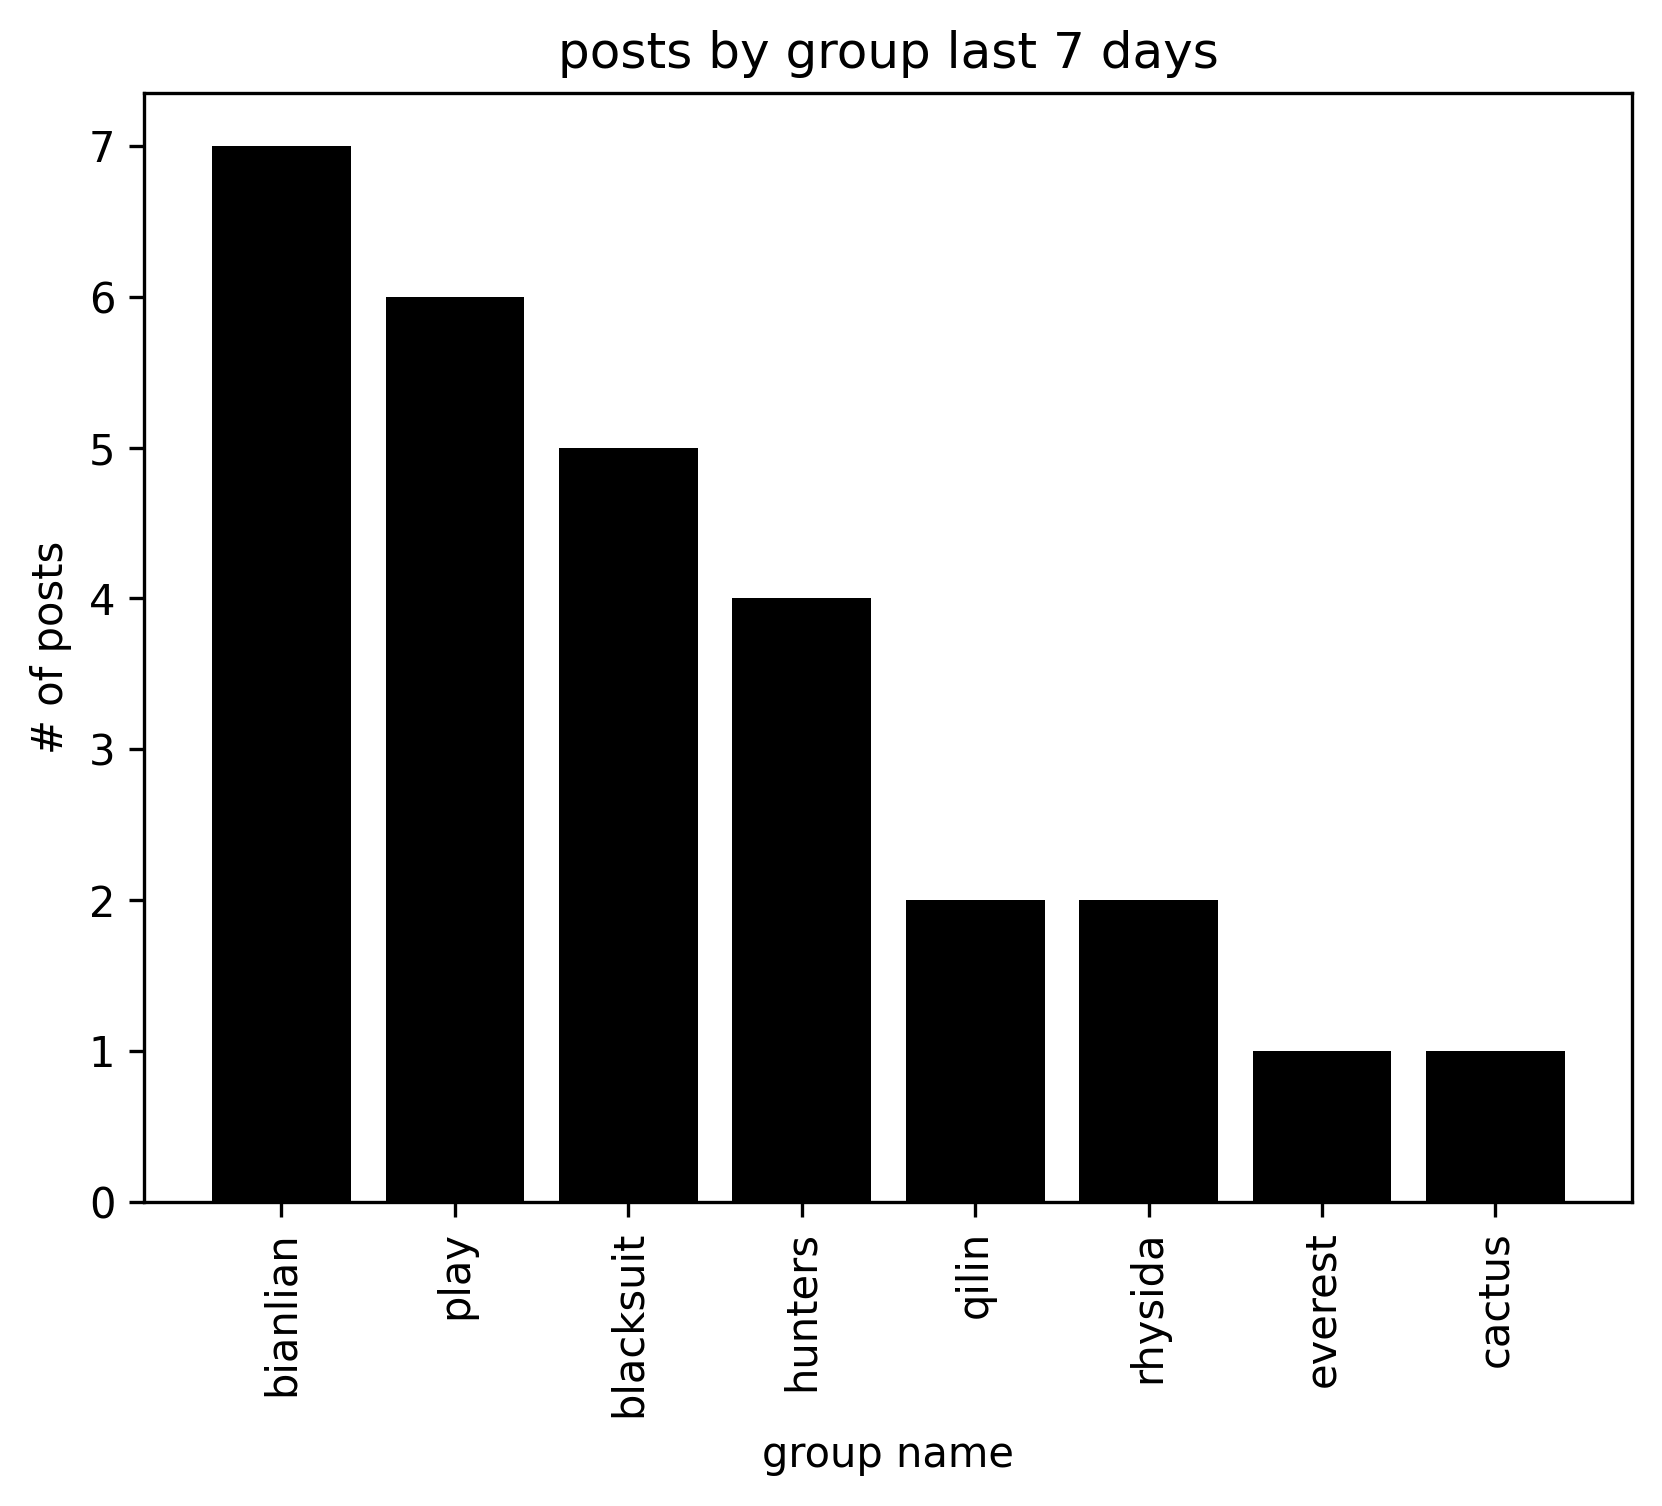 posts by group last 7 days
# of posts
7
6
5
4
3
2
1
0
bianlian
play
blacksuit
hunters
qilin
rhysida
everest
cactus
group name